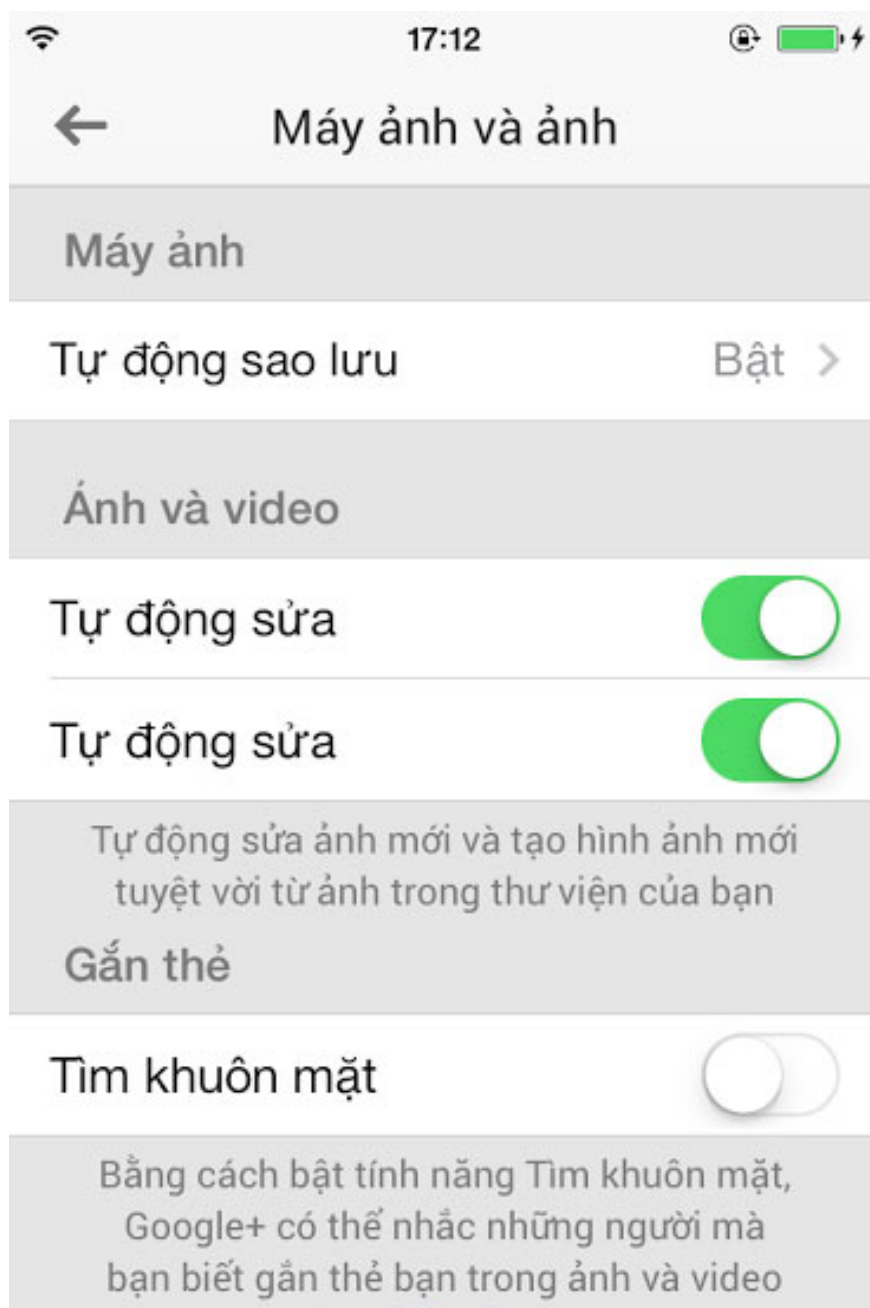 17:12
Máy ảnh và ảnh
Máy ảnh
Tự động sao lưu Bật
Ảnh và video
Tự động sửa
Tự động sửa
Tự động sửa ảnh mới và tạo hình ảnh mới
tuyệt vời từ ảnh trong thư viện của bạn
Gắn thẻ
Tìm khuôn mặt
Bằng cách bật tính năng Tìm khuôn mặt,
Google+ có thể nhắc những người mà
bạn biết gắn thẻ bạn trong ảnh và video